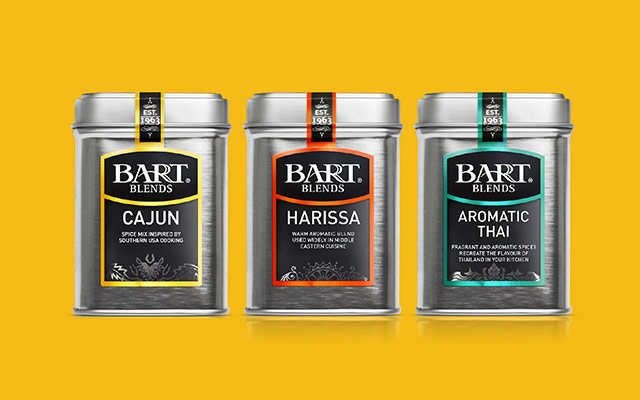 EST.
1963
BART®
BLENDS
CAJUN
SPICE MIX INSPIRED BY
SOUTHERN USA COOKING
EST.
1963
BART®
BLENDS
HARISSA
WARM AROMATIC BLEND
USED WIDELY IN MIDDLE
EASTERN CUISINE
EST.
1963
BART®
BLENDS
AROMATIC
THAI
FRAGRANT AND AROMATIC SPICES
RECREATE THE FLAVOUR OF
THAILAND IN YOUR KITCHEN